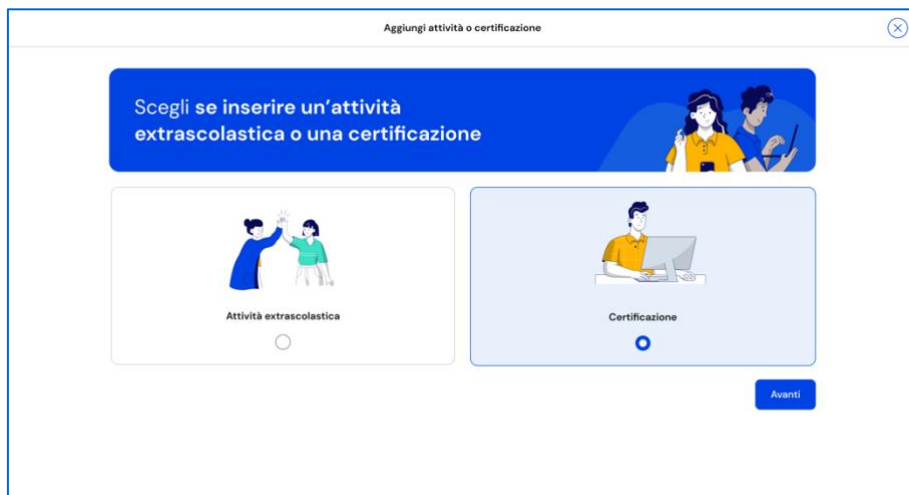 Aggiungi attività o certificazione
Scegli se inserire un'attività
extrascolastica o una certificazione
Attività extrascolastica
Certificazione
Avanti